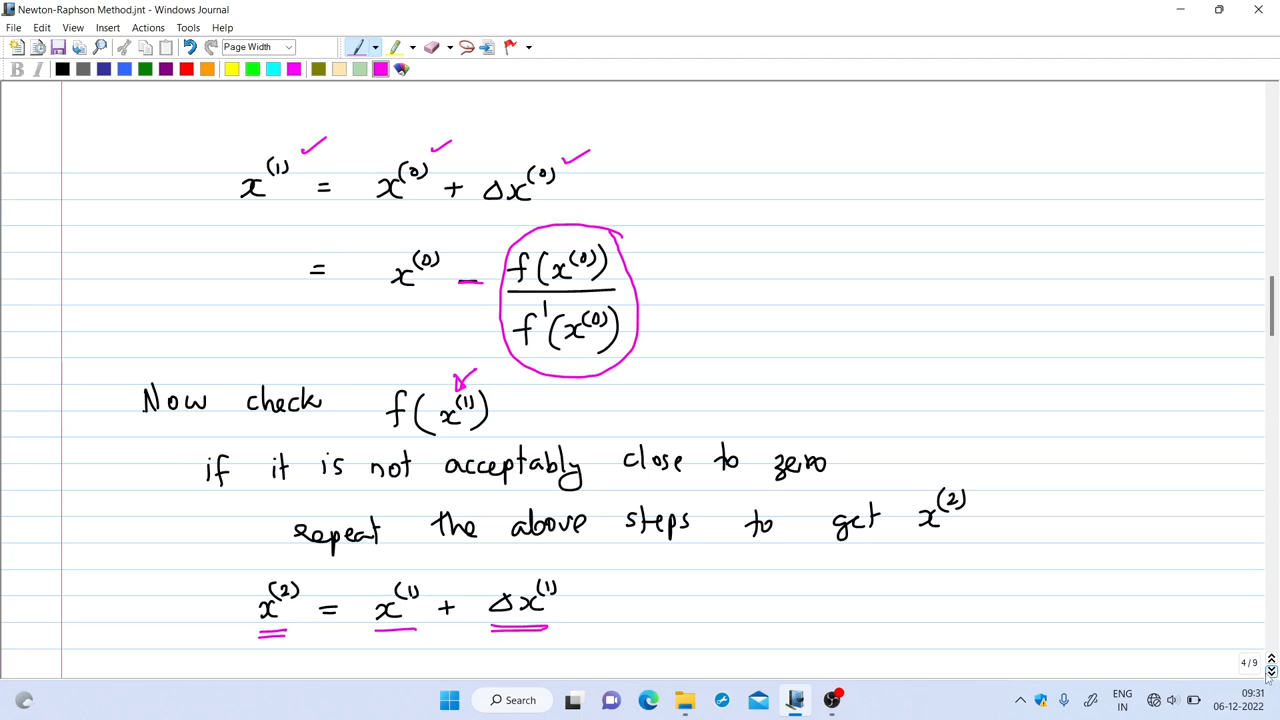 Newton-Raphson Method.jnt - Windows Journal
File Edit View Insert Actions Tools Help
Page Width
B I
x^(1) = x^(0) + Δx^(0)
= x^(0) - f(x^(0)) / f'(x^(0))
Now check f(x^(1))
if it is not acceptably close to zero
repeat the above steps to get x^(2)
x^(2) = x^(1) + Δx^(1)
4/9
Search
ENG
IN
09:31
06-12-2022